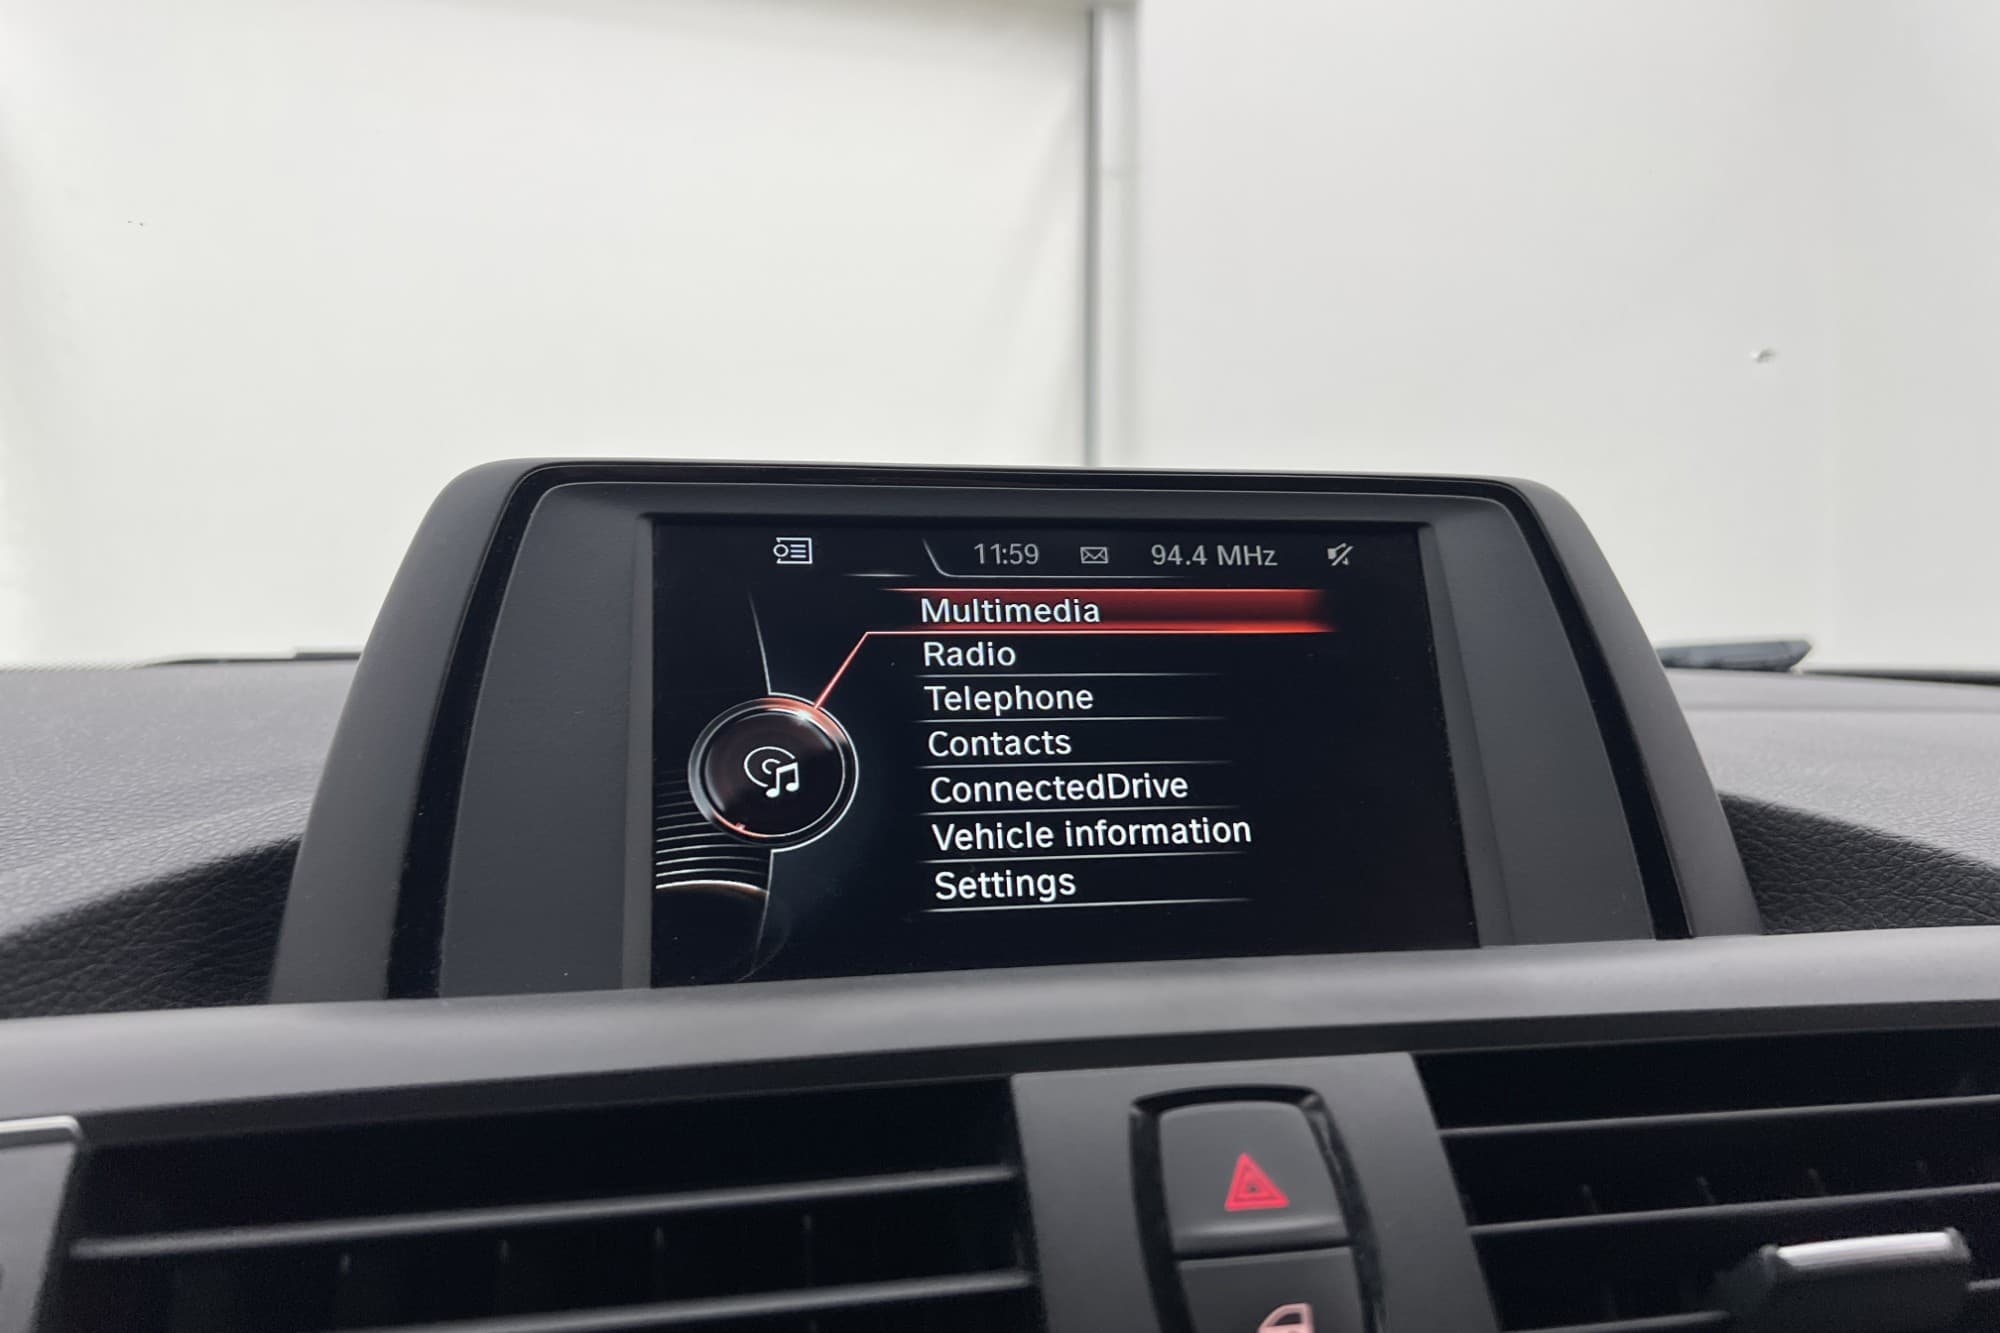 11:59 94.4 MHz
Multimedia
Radio
Telephone
Contacts
ConnectedDrive
Vehicle information
Settings